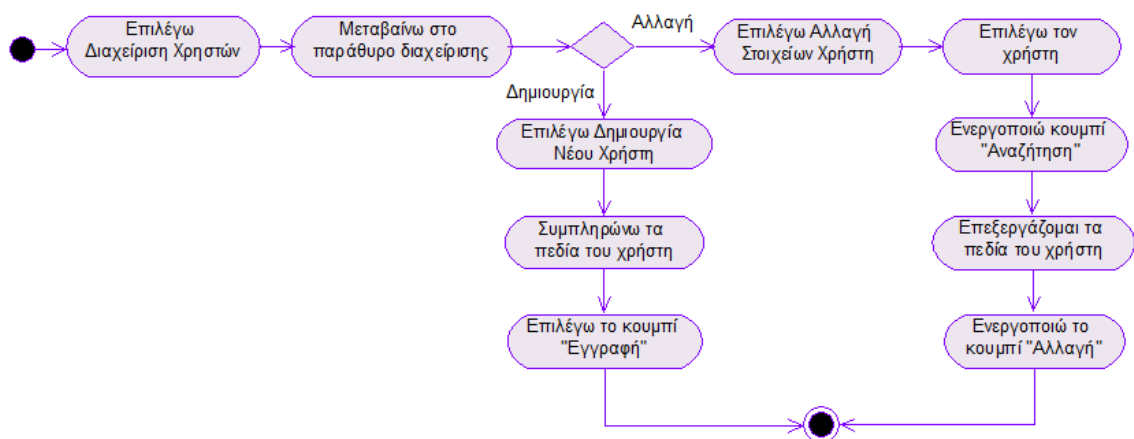 Επιλέγω
Διαχείριση Χρηστών
Μεταβαίνω στο
παράθυρο διαχείρισης
Αλλαγή
Επιλέγω Αλλαγή
Στοιχείων Χρήστη
Επιλέγω τον
χρήστη
Δημιουργία
Επιλέγω Δημιουργία
Νέου Χρήστη
Ενεργοποιώ κουμπί
"Αναζήτηση"
Συμπληρώνω τα
πεδία του χρήστη
Επεξεργάζομαι τα
πεδία του χρήστη
Επιλέγω το κουμπί
"Εγγραφή"
Ενεργοποιώ το
κουμπί "Αλλαγή"